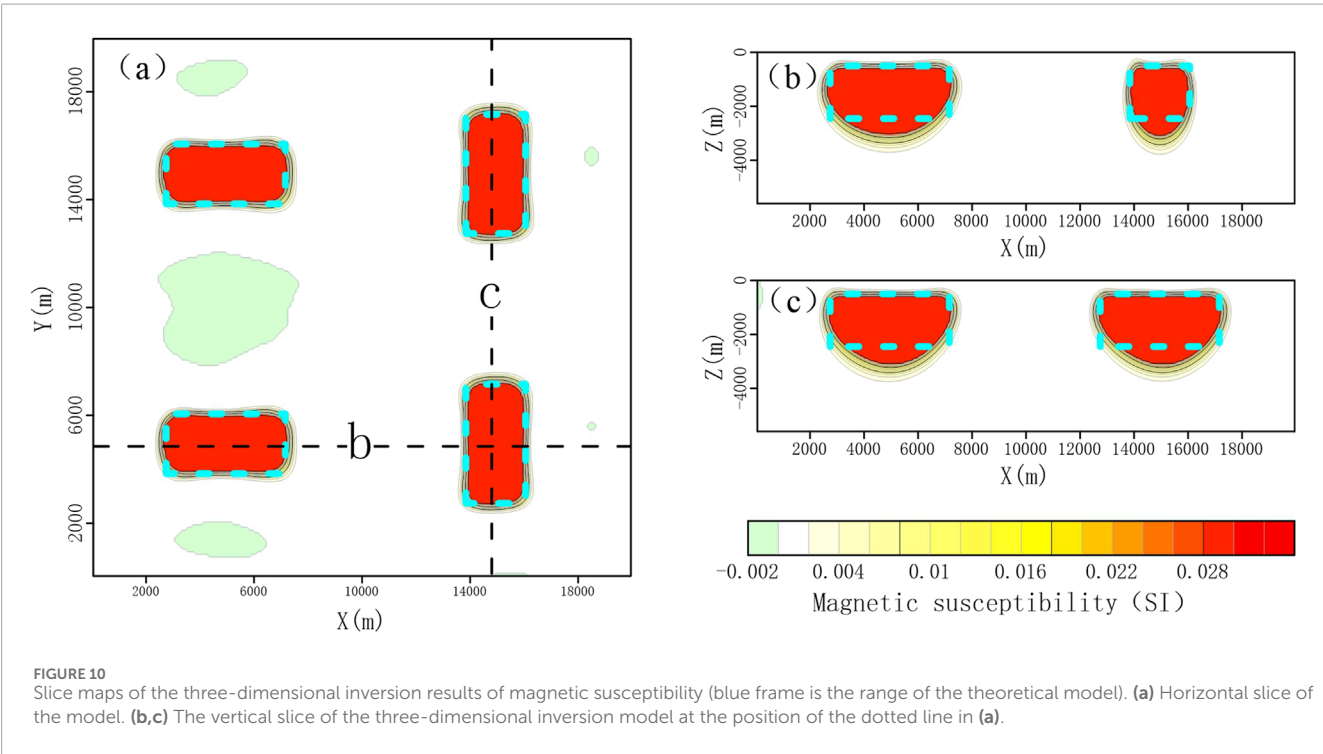 (a)
18000
14000
10000
6000
2000
Y(m)
c
b
2000 6000 10000 14000 18000
X(m)
(b)
0
-2000
-4000
Z(m)
2000 4000 6000 8000 10000 12000 14000 16000 18000
X(m)
(c)
0
-2000
-4000
Z(m)
2000 4000 6000 8000 10000 12000 14000 16000 18000
X(m)
-0.002 0.004 0.01 0.016 0.022 0.028
Magnetic susceptibility (SI)
FIGURE 10
Slice maps of the three-dimensional inversion results of magnetic susceptibility (blue frame is the range of the theoretical model). (a) Horizontal slice of
the model. (b,c) The vertical slice of the three-dimensional inversion model at the position of the dotted line in (a).